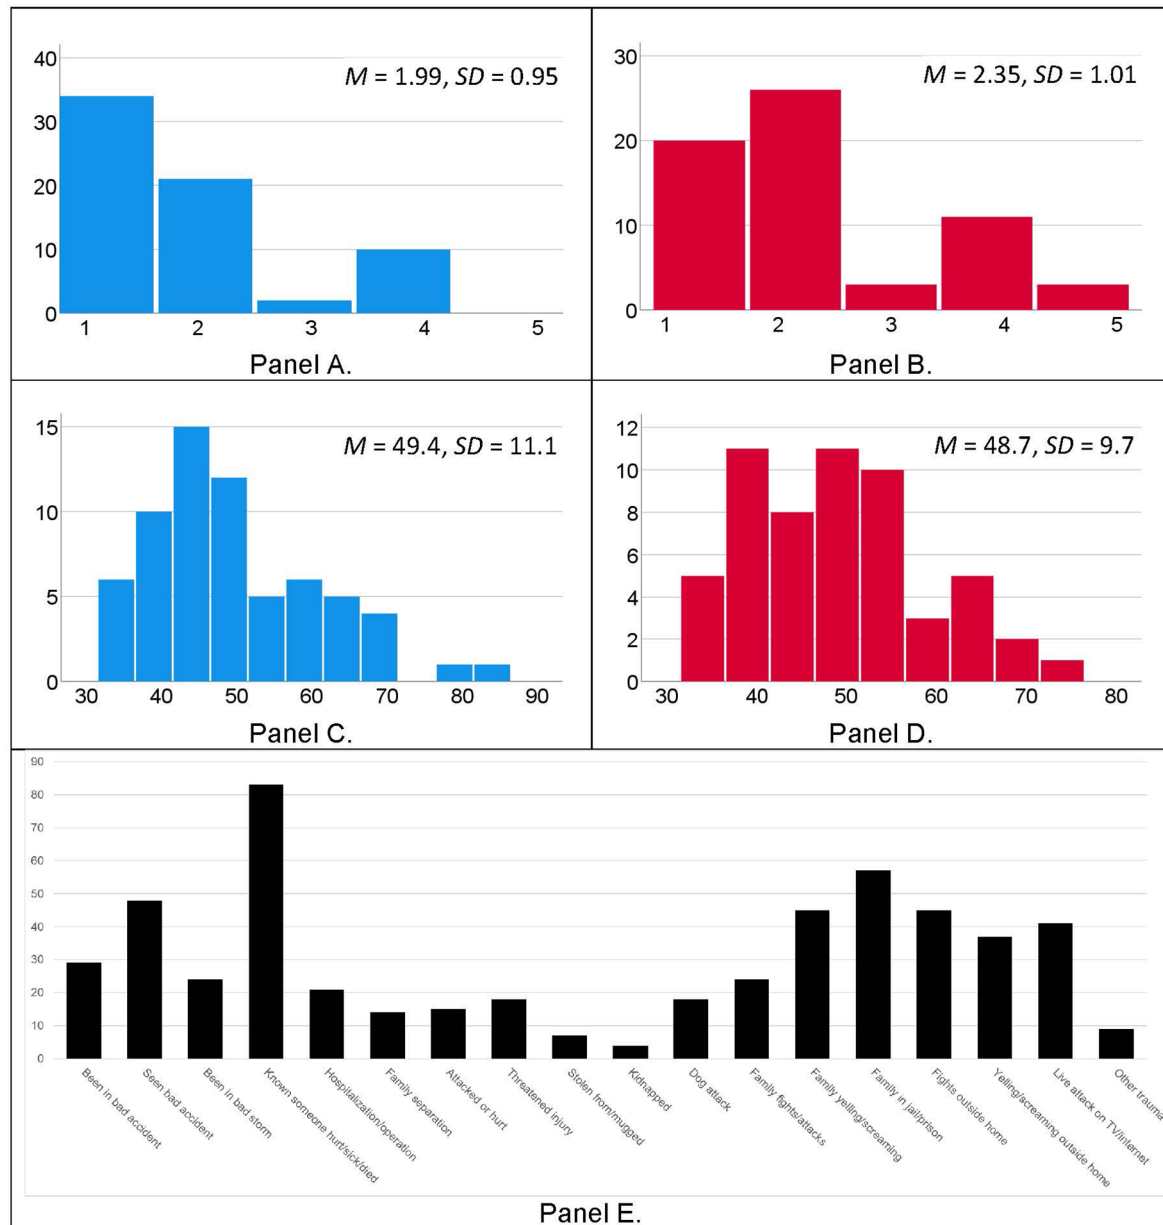 40
30
20
10
0
M = 1.99, SD = 0.95
1 2 3 4 5
Panel A.
30
20
10
0
M = 2.35, SD = 1.01
1 2 3 4 5
Panel B.
15
10
5
0
M = 49.4, SD = 11.1
30 40 50 60 70 80 90
Panel C.
12
10
8
6
4
2
0
M = 48.7, SD = 9.7
30 40 50 60 70 80
Panel D.
90
80
70
60
50
40
30
20
10
0
Been in bad accident
Seen bad accident
Been in bad storm
Known someone hurt/sick/died
Hospitalization/operation
Family separation
Attacked or hurt
Threatened injury
Stolen from/mugged
Kidnapped
Dog attack
Family fights/attacks
Family yelling/screaming
Family in jail/prison
Fights outside home
Yelling/screaming outside home
Live attack on TV/internet
Other trauma
Panel E.